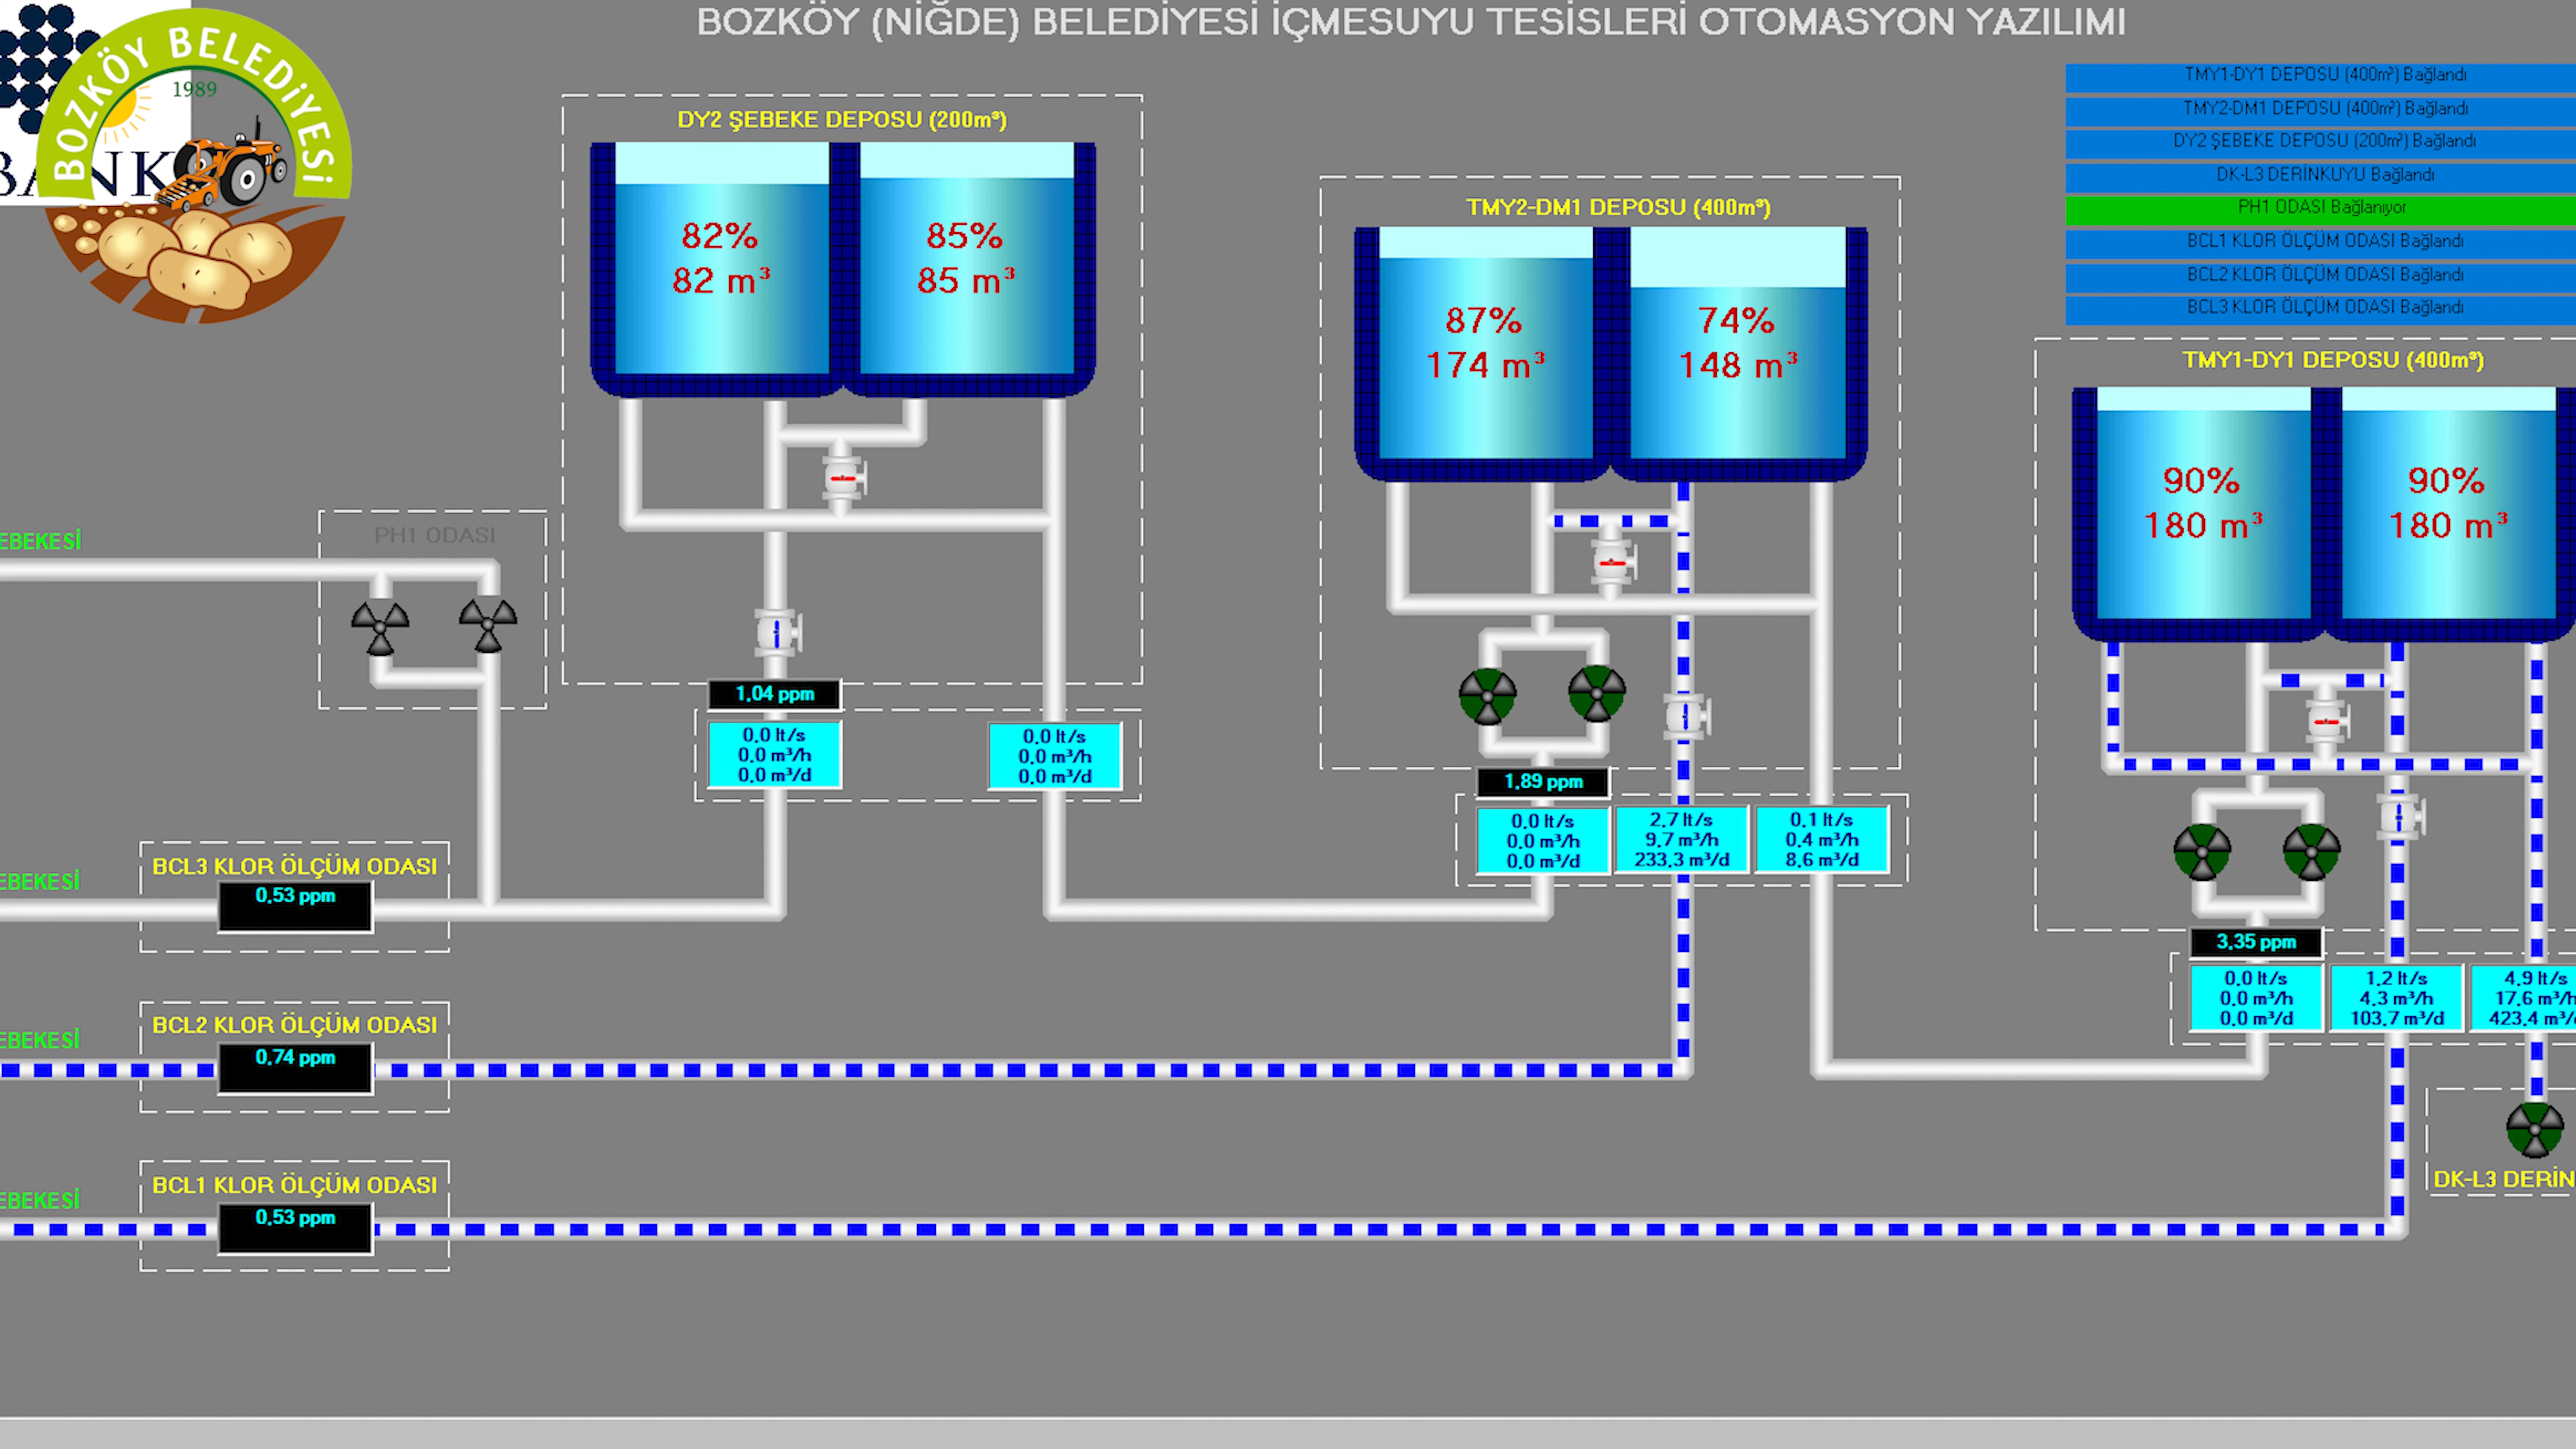 BOZKÖY (NİĞDE) BELEDİYESİ İÇMESUYU TESİSLERİ OTOMASYON YAZILIMI
BOZKÖY BELEDİYESİ
1989
TMY1-DY1 DEPOSU (400m³) Bağlandı
TMY2-DM1 DEPOSU (400m³) Bağlandı
DY2 ŞEBEKE DEPOSU (200m³) Bağlandı
DK-L3 DERİNKUYU Bağlandı
PH1 ODASI Bağlanıyor
BCL1 KLOR ÖLÇÜM ODASI Bağlandı
BCL2 KLOR ÖLÇÜM ODASI Bağlandı
BCL3 KLOR ÖLÇÜM ODASI Bağlandı
DY2 ŞEBEKE DEPOSU (200m³)
82%
82 m³
85%
85 m³
TMY2-DM1 DEPOSU (400m³)
87%
174 m³
74%
148 m³
TMY1-DY1 DEPOSU (400m³)
90%
180 m³
90%
180 m³
PH1 ODASI
EBEKESİ
1.04 ppm
0.0 lt/s
0.0 m³/h
0.0 m³/d
0.0 lt/s
0.0 m³/h
0.0 m³/d
1.89 ppm
0.0 lt/s
0.0 m³/h
0.0 m³/d
2.7 lt/s
9.7 m³/h
233.3 m³/d
0.1 lt/s
0.4 m³/h
8.6 m³/d
3.35 ppm
0.0 lt/s
0.0 m³/h
0.0 m³/d
1.2 lt/s
4.3 m³/h
103.7 m³/d
4.9 lt/s
17.6 m³/h
423.4 m³/
EBEKESİ
BCL3 KLOR ÖLÇÜM ODASI
0.53 ppm
EBEKESİ
BCL2 KLOR ÖLÇÜM ODASI
0.74 ppm
EBEKESİ
BCL1 KLOR ÖLÇÜM ODASI
0.53 ppm
DK-L3 DERİN